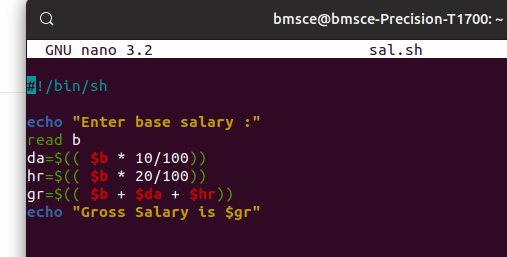 bmsce@bmsce-Precision-T1700: ~
GNU nano 3.2 sal.sh
#!/bin/sh
echo "Enter base salary :"
read b
da=$(( $b * 10/100))
hr=$(( $b * 20/100))
gr=$(( $b + $da + $hr))
echo "Gross Salary is $gr"